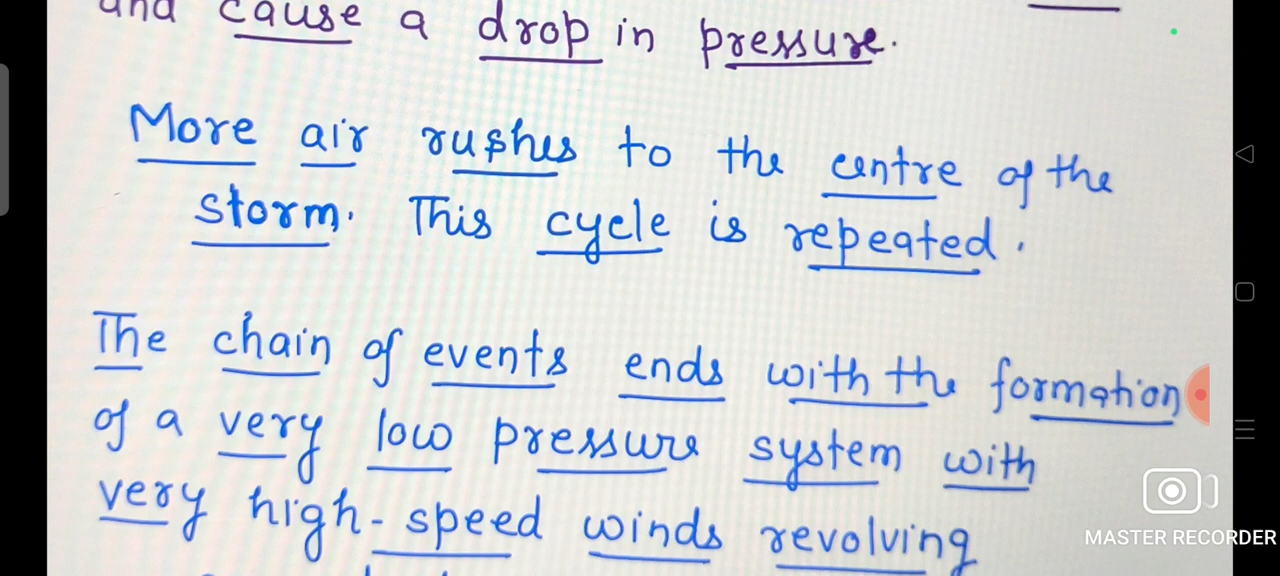 and cause a drop in pressure.
More air rushes to the centre of the
storm. This cycle is repeated.
The chain of events ends with the formation
of a very low pressure system with
very high-speed winds revolving
MASTER RECORDER